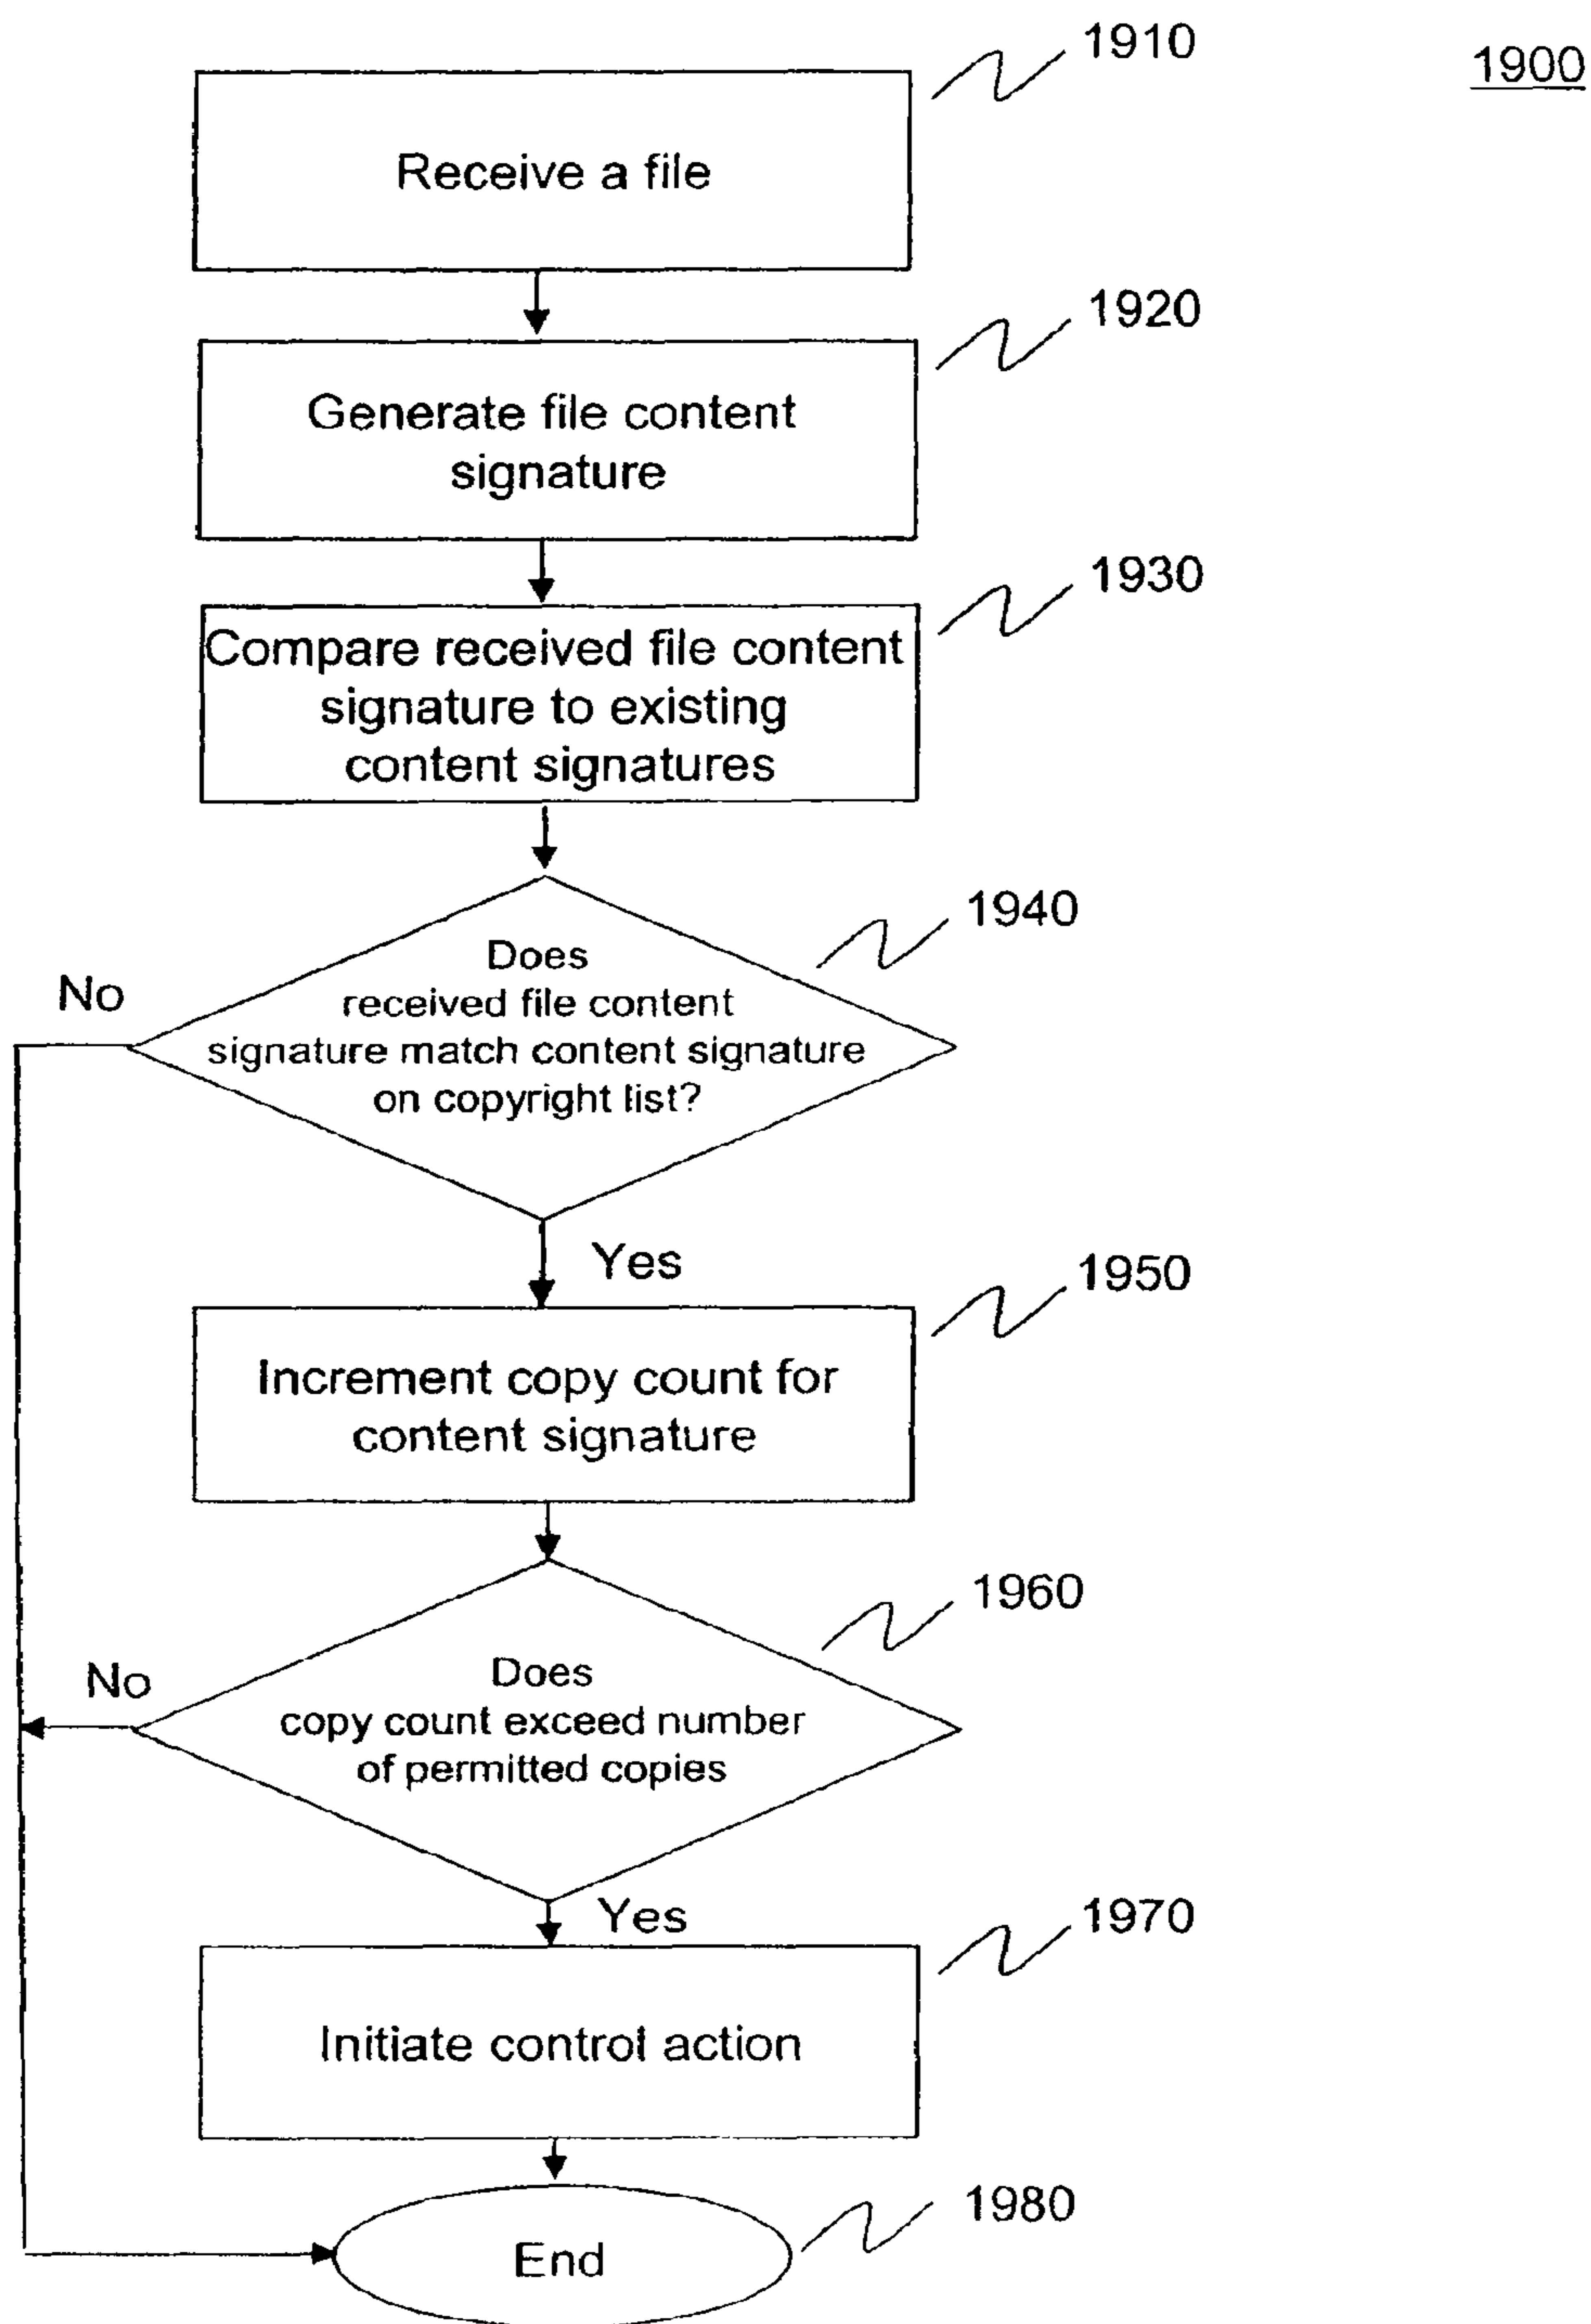 1900
1910
Receive a file
1920
Generate file content
signature
1930
Compare received file content
signature to existing
content signatures
1940
Does
received file content
signature match content signature
on copyright list?
No
Yes
1950
Increment copy count for
content signature
1960
Does
copy count exceed number
of permitted copies
No
Yes
1970
Initiate control action
1980
End